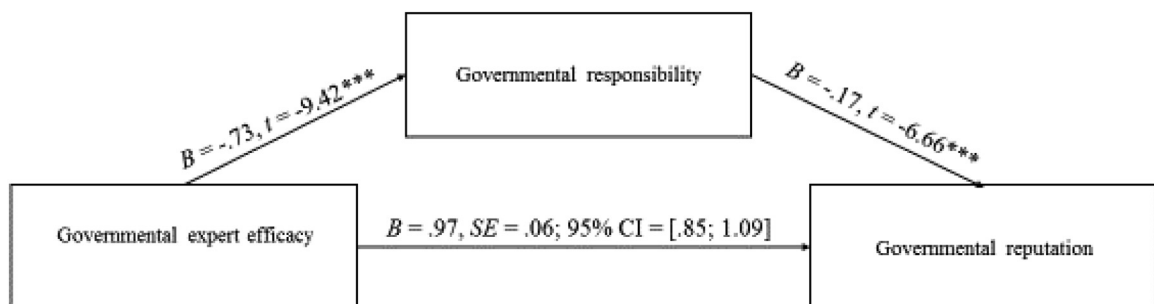 Governmental responsibility
B = -.73, t = -9.42***
B = -.17, t = -6.66***
Governmental expert efficacy
B = .97, SE = .06; 95% CI = [.85; 1.09]
Governmental reputation